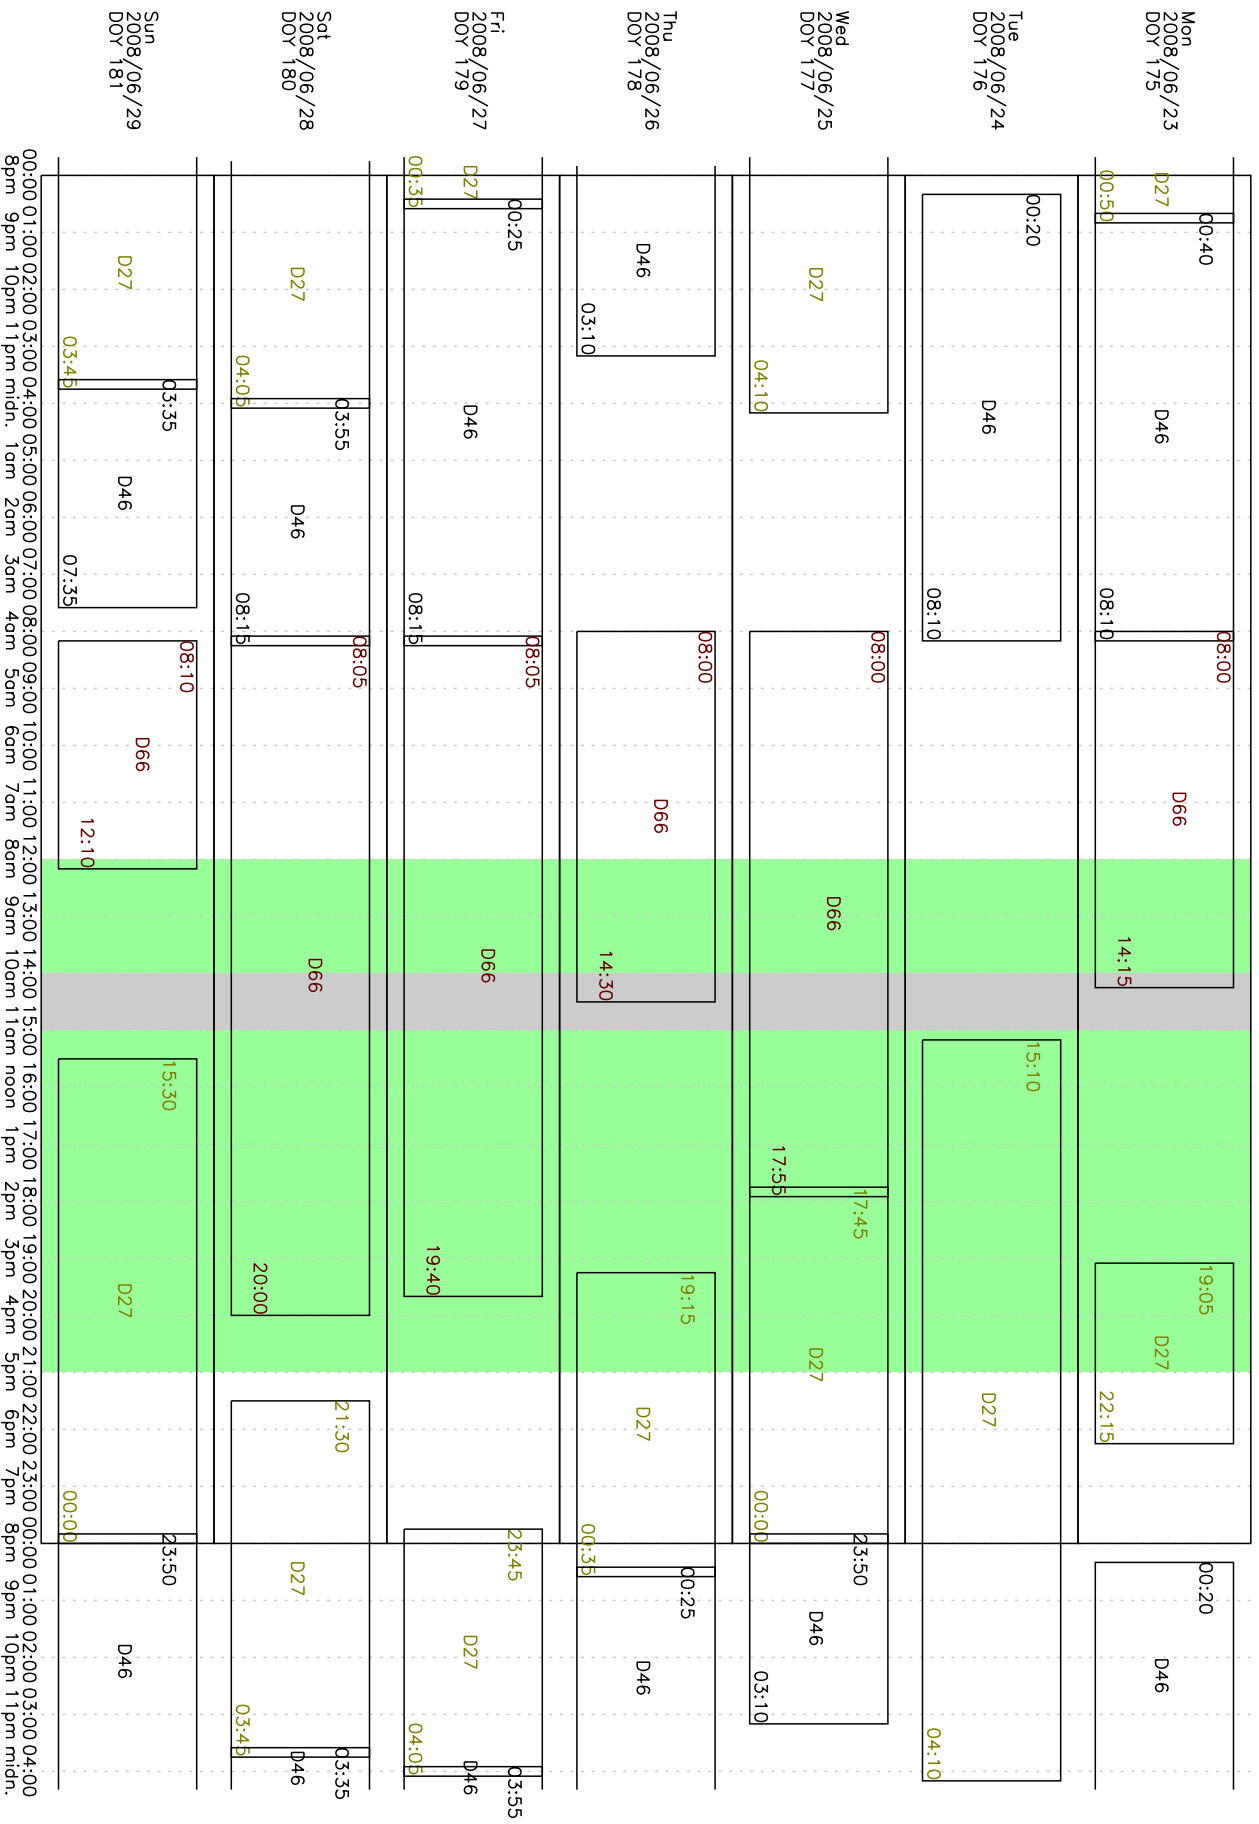 Mon
2008/06/23
DOY 175
D27
00:50
00:40
D46
08:10
08:00
D66
14:15
19:05
D27
22:15
00:20
D46
Tue
2008/06/24
DOY 176
00:20
D46
08:10
15:10
D27
04:10
Wed
2008/06/25
DOY 177
D27
04:10
08:00
D66
17:55
17:45
D27
00:00
23:50
D46
03:10
Thu
2008/06/26
DOY 178
D46
03:10
08:00
D66
14:30
19:15
D27
00:35
00:25
D46
Fri
2008/06/27
DOY 179
D27
00:35
00:25
D46
08:15
08:05
D66
19:40
23:45
D27
04:05
03:55
D46
Sat
2008/06/28
DOY 180
D27
04:05
03:55
D46
08:15
08:05
D66
20:00
21:30
D27
03:45
03:35
D46
Sun
2008/06/29
DOY 181
D27
03:45
03:35
D46
07:35
08:10
D66
12:10
15:30
D27
00:00
23:50
D46
00:00 01:00 02:00 03:00 04:00 05:00 06:00 07:00 08:00 09:00 10:00 11:00 12:00 13:00 14:00 15:00 16:00 17:00 18:00 19:00 20:00 21:00 22:00 23:00 00:00 01:00 02:00 03:00 04:00
8pm 9pm 10pm 11pm midn. 1am 2am 3am 4am 5am 6am 7am 8am 9am 10am 11am noon 1pm 2pm 3pm 4pm 5pm 6pm 7pm 8pm 9pm 10pm 11pm midn.